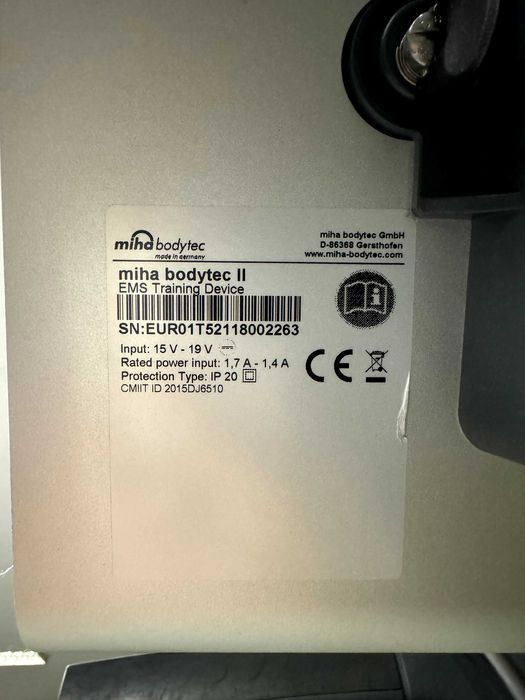 miha bodytec
made in germany
miha bodytec GmbH
D-86368 Gersthofen
www.miha-bodytec.com
miha bodytec II
EMS Training Device
SN:EUR01T52118002263
Input: 15 V - 19 V
Rated power input: 1,7 A - 1,4 A
Protection Type: IP 20
CMIIT ID 2015DJ6510
CE